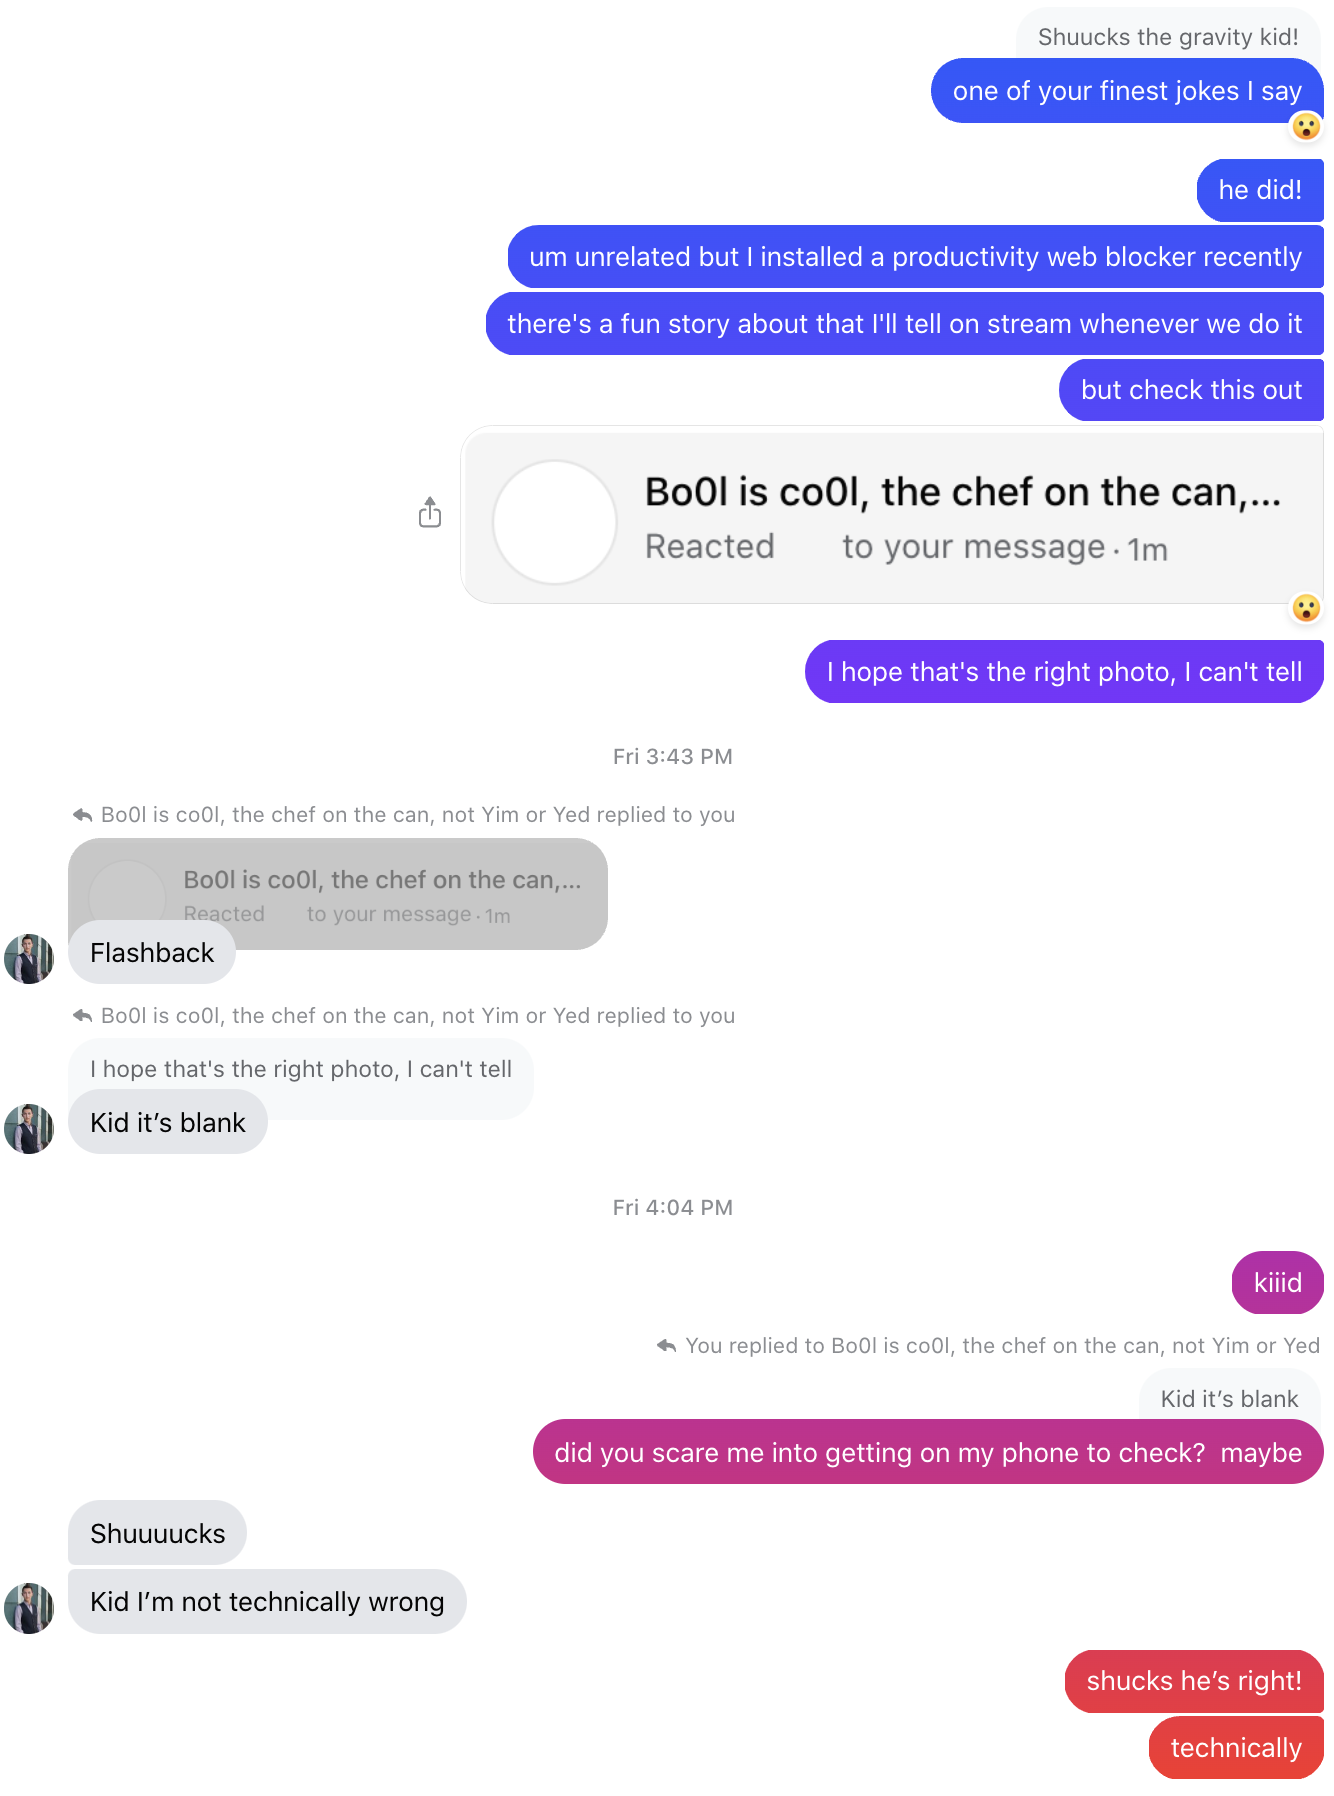 Shuucks the gravity kid!
one of your finest jokes I say
he did!
um unrelated but I installed a productivity web blocker recently
there's a fun story about that I'll tell on stream whenever we do it
but check this out
Bo0l is co0l, the chef on the can,...
Reacted to your message · 1m
I hope that's the right photo, I can't tell
Fri 3:43 PM
Bo0l is co0l, the chef on the can, not Yim or Yed replied to you
Bo0l is co0l, the chef on the can,...
Reacted to your message · 1m
Flashback
Bo0l is co0l, the chef on the can, not Yim or Yed replied to you
I hope that's the right photo, I can't tell
Kid it’s blank
Fri 4:04 PM
kiiid
You replied to Bo0l is co0l, the chef on the can, not Yim or Yed
Kid it’s blank
did you scare me into getting on my phone to check?  maybe
Shuuuucks
Kid I’m not technically wrong
shucks he’s right!
technically